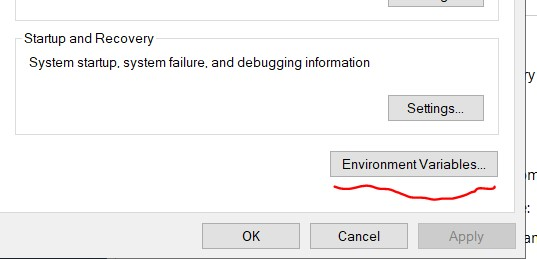 Startup and Recovery
System startup, system failure, and debugging information
Settings...
Environment Variables...
OK
Cancel
Apply